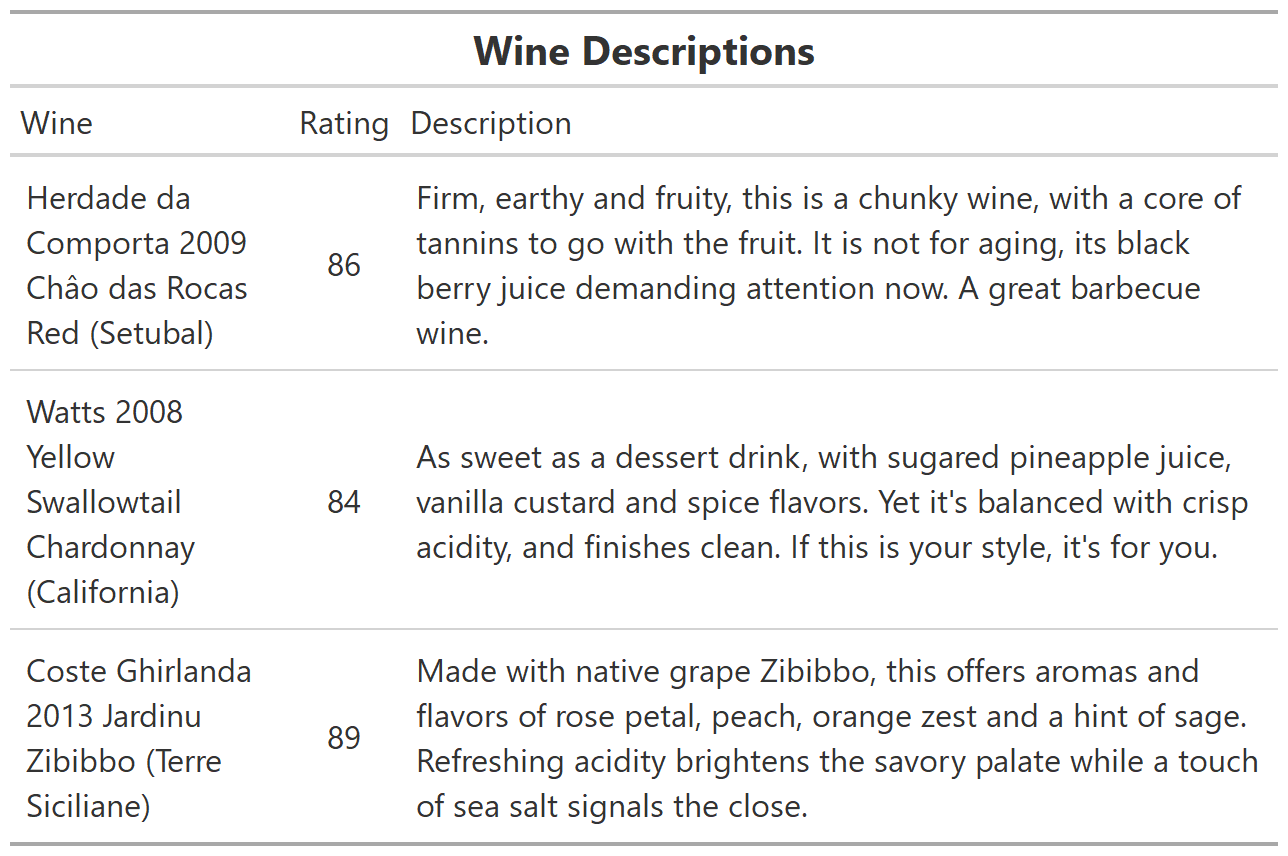 Wine Descriptions
Wine Rating Description
Herdade da
Comporta 2009
Châo das Rocas
Red (Setubal)
86
Firm, earthy and fruity, this is a chunky wine, with a core of
tannins to go with the fruit. It is not for aging, its black
berry juice demanding attention now. A great barbecue
wine.
Watts 2008
Yellow
Swallowtail
Chardonnay
(California)
84
As sweet as a dessert drink, with sugared pineapple juice,
vanilla custard and spice flavors. Yet it's balanced with crisp
acidity, and finishes clean. If this is your style, it's for you.
Coste Ghirlanda
2013 Jardinu
Zibibbo (Terre
Siciliane)
89
Made with native grape Zibibbo, this offers aromas and
flavors of rose petal, peach, orange zest and a hint of sage.
Refreshing acidity brightens the savory palate while a touch
of sea salt signals the close.